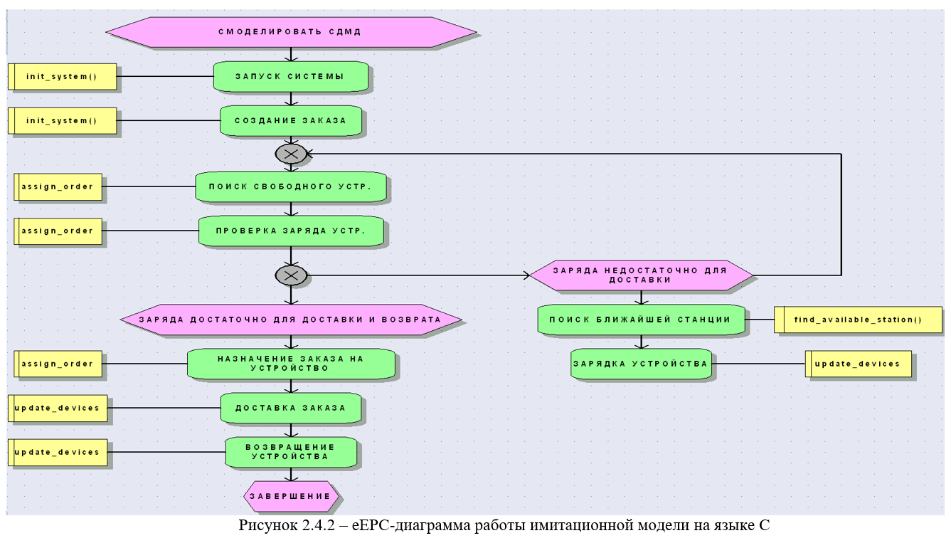 СМОДЕЛИРОВАТЬ СДМД
init_system()
ЗАПУСК СИСТЕМЫ
init_system()
СОЗДАНИЕ ЗАКАЗА
assign_order
ПОИСК СВОБОДНОГО УСТР.
assign_order
ПРОВЕРКА ЗАРЯДА УСТР.
ЗАРЯДА НЕДОСТАТОЧНО ДЛЯ
ДОСТАВКИ
ЗАРЯДА ДОСТАТОЧНО ДЛЯ ДОСТАВКИ И ВОЗВРАТА
ПОИСК БЛИЖАЙШЕЙ СТАНЦИИ
find_available_station()
assign_order
НАЗНАЧЕНИЕ ЗАКАЗА НА
УСТРОЙСТВО
ЗАРЯДКА УСТРОЙСТВА
update_devices
update_devices
ДОСТАВКА ЗАКАЗА
update_devices
ВОЗВРАЩЕНИЕ
УСТРОЙСТВА
ЗАВЕРШЕНИЕ
Рисунок 2.4.2 – eEPC-диаграмма работы имитационной модели на языке C